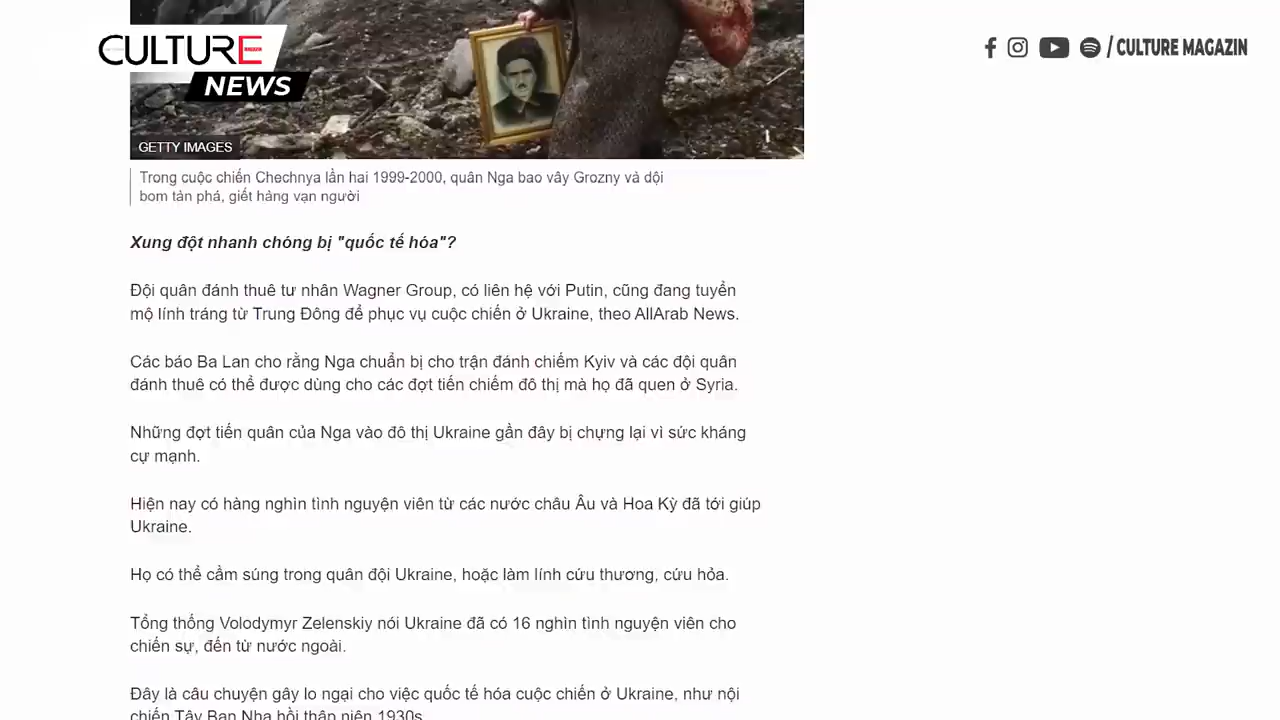 CULTURE
NEWS
/ CULTURE MAGAZIN
GETTY IMAGES
Trong cuộc chiến Chechnya lần hai 1999-2000, quân Nga bao vây Grozny và dội
bom tàn phá, giết hàng vạn người
Xung đột nhanh chóng bị "quốc tế hóa"?
Đội quân đánh thuê tư nhân Wagner Group, có liên hệ với Putin, cũng đang tuyển
mộ lính tráng từ Trung Đông để phục vụ cuộc chiến ở Ukraine, theo AllArab News.
Các báo Ba Lan cho rằng Nga chuẩn bị cho trận đánh chiếm Kyiv và các đội quân
đánh thuê có thể được dùng cho các đợt tiến chiếm đô thị mà họ đã quen ở Syria.
Những đợt tiến quân của Nga vào đô thị Ukraine gần đây bị chựng lại vì sức kháng
cự mạnh.
Hiện nay có hàng nghìn tình nguyện viên từ các nước châu Âu và Hoa Kỳ đã tới giúp
Ukraine.
Họ có thể cầm súng trong quân đội Ukraine, hoặc làm lính cứu thương, cứu hỏa.
Tổng thống Volodymyr Zelenskiy nói Ukraine đã có 16 nghìn tình nguyện viên cho
chiến sự, đến từ nước ngoài.
Đây là câu chuyện gây lo ngại cho việc quốc tế hóa cuộc chiến ở Ukraine, như nội
chiến Tây Ban Nha hồi thập niên 1930s.